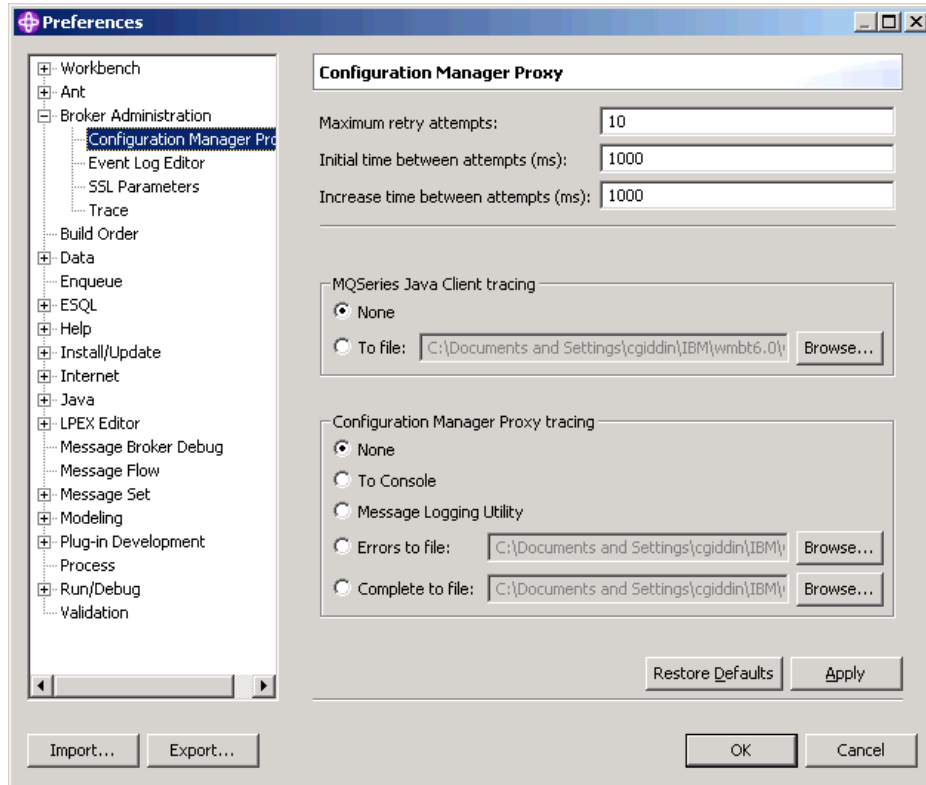 Preferences
Workbench
Ant
Broker Administration
Configuration Manager Pro
Event Log Editor
SSL Parameters
Trace
Build Order
Data
Enqueue
ESQL
Help
Install/Update
Internet
Java
LPEX Editor
Message Broker Debug
Message Flow
Message Set
Modeling
Plug-in Development
Process
Run/Debug
Validation
Configuration Manager Proxy
Maximum retry attempts: 10
Initial time between attempts (ms): 1000
Increase time between attempts (ms): 1000
MQSeries Java Client tracing
None
To file: C:\Documents and Settings\cgiddin\IBM\wmbt6.0\ Browse...
Configuration Manager Proxy tracing
None
To Console
Message Logging Utility
Errors to file: C:\Documents and Settings\cgiddin\IBM\ Browse...
Complete to file: C:\Documents and Settings\cgiddin\IBM\ Browse...
Restore Defaults Apply
Import... Export... OK Cancel